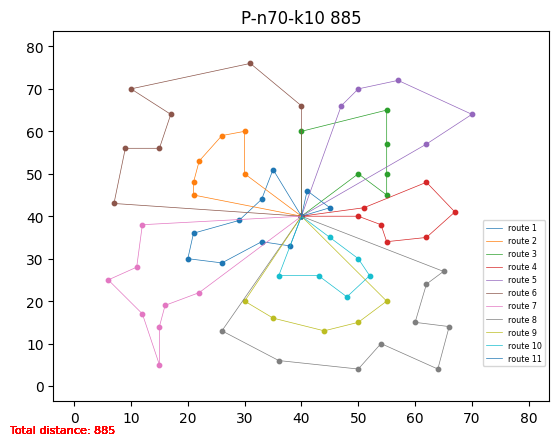 P-n70-k10 885
80
70
60
50
40
30
20
10
0
0 10 20 30 40 50 60 70 80
route 1
route 2
route 3
route 4
route 5
route 6
route 7
route 8
route 9
route 10
route 11
Total distance: 885